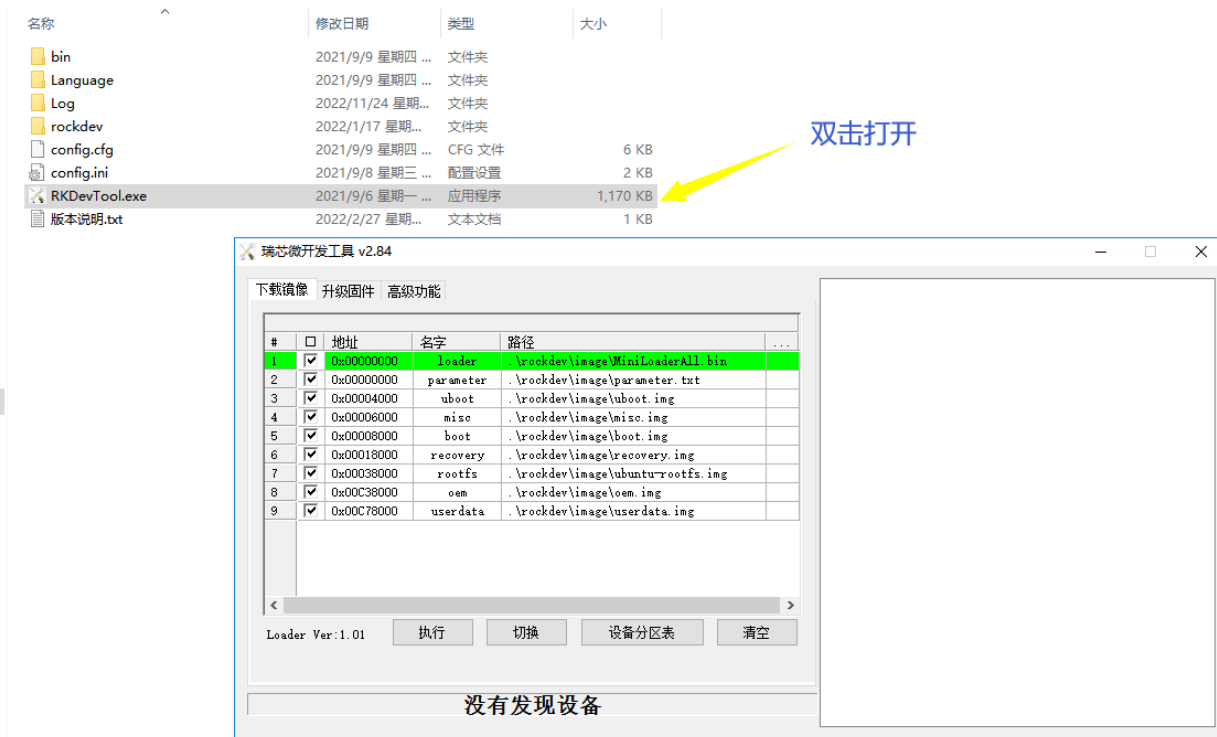 名称 修改日期 类型 大小
bin 2021/9/9 星期四 ... 文件夹
Language 2021/9/9 星期四 ... 文件夹
Log 2022/11/24 星期... 文件夹
rockdev 2022/1/17 星期... 文件夹
config.cfg 2021/9/9 星期四 ... CFG 文件 6 KB
config.ini 2021/9/8 星期三 ... 配置设置 2 KB
RKDevTool.exe 2021/9/6 星期一 ... 应用程序 1,170 KB
版本说明.txt 2022/2/27 星期... 文本文档 1 KB
双击打开
瑞芯微开发工具 v2.84
下载镜像 升级固件 高级功能
# 地址 名字 路径 ...
1 0x00000000 loader .\rockdev\image\MiniLoaderAll.bin
2 0x00000000 parameter .\rockdev\image\parameter.txt
3 0x00004000 uboot .\rockdev\image\uboot.img
4 0x00006000 misc .\rockdev\image\misc.img
5 0x00008000 boot .\rockdev\image\boot.img
6 0x00018000 recovery .\rockdev\image\recovery.img
7 0x00038000 rootfs .\rockdev\image\ubuntu-rootfs.img
8 0x00C38000 oem .\rockdev\image\oem.img
9 0x00C78000 userdata .\rockdev\image\userdata.img
Loader Ver:1.01 执行 切换 设备分区表 清空
没有发现设备